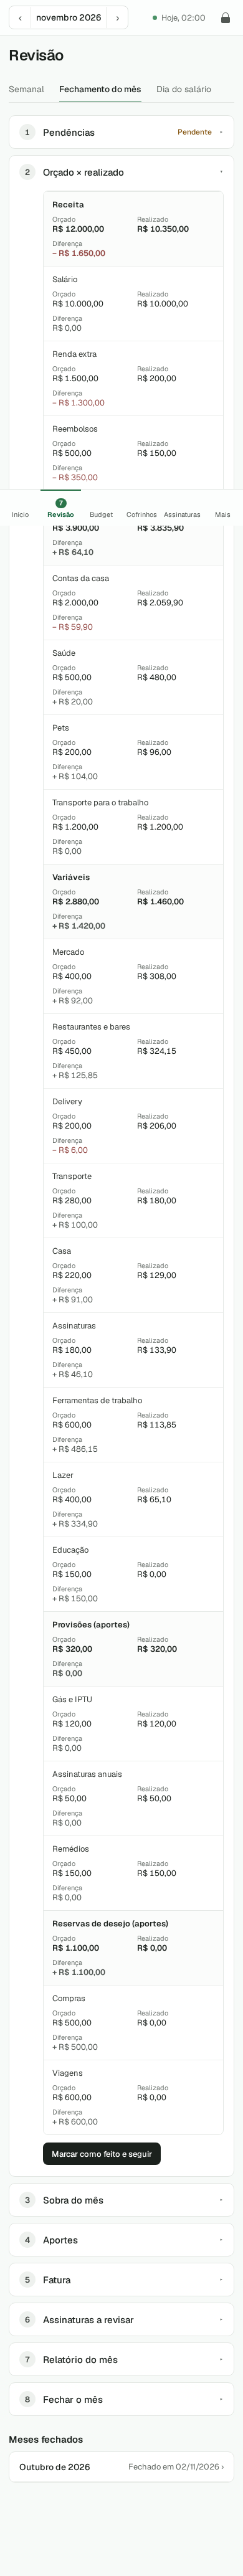 ‹ novembro 2026 › Hoje, 02:00
Revisão
Semanal Fechamento do mês Dia do salário
1 Pendências Pendente
2 Orçado × realizado
Receita
Orçado Realizado
R$ 12.000,00 R$ 10.350,00
Diferença
− R$ 1.650,00
Salário
Orçado Realizado
R$ 10.000,00 R$ 10.000,00
Diferença
R$ 0,00
Renda extra
Orçado Realizado
R$ 1.500,00 R$ 200,00
Diferença
− R$ 1.300,00
Reembolsos
Orçado Realizado
R$ 500,00 R$ 150,00
Diferença
− R$ 350,00
7
Início Revisão Budget Cofrinhos Assinaturas Mais
R$ 3.900,00 R$ 3.835,90
Diferença
+ R$ 64,10
Contas da casa
Orçado Realizado
R$ 2.000,00 R$ 2.059,90
Diferença
− R$ 59,90
Saúde
Orçado Realizado
R$ 500,00 R$ 480,00
Diferença
+ R$ 20,00
Pets
Orçado Realizado
R$ 200,00 R$ 96,00
Diferença
+ R$ 104,00
Transporte para o trabalho
Orçado Realizado
R$ 1.200,00 R$ 1.200,00
Diferença
R$ 0,00
Variáveis
Orçado Realizado
R$ 2.880,00 R$ 1.460,00
Diferença
+ R$ 1.420,00
Mercado
Orçado Realizado
R$ 400,00 R$ 308,00
Diferença
+ R$ 92,00
Restaurantes e bares
Orçado Realizado
R$ 450,00 R$ 324,15
Diferença
+ R$ 125,85
Delivery
Orçado Realizado
R$ 200,00 R$ 206,00
Diferença
− R$ 6,00
Transporte
Orçado Realizado
R$ 280,00 R$ 180,00
Diferença
+ R$ 100,00
Casa
Orçado Realizado
R$ 220,00 R$ 129,00
Diferença
+ R$ 91,00
Assinaturas
Orçado Realizado
R$ 180,00 R$ 133,90
Diferença
+ R$ 46,10
Ferramentas de trabalho
Orçado Realizado
R$ 600,00 R$ 113,85
Diferença
+ R$ 486,15
Lazer
Orçado Realizado
R$ 400,00 R$ 65,10
Diferença
+ R$ 334,90
Educação
Orçado Realizado
R$ 150,00 R$ 0,00
Diferença
+ R$ 150,00
Provisões (aportes)
Orçado Realizado
R$ 320,00 R$ 320,00
Diferença
R$ 0,00
Gás e IPTU
Orçado Realizado
R$ 120,00 R$ 120,00
Diferença
R$ 0,00
Assinaturas anuais
Orçado Realizado
R$ 50,00 R$ 50,00
Diferença
R$ 0,00
Remédios
Orçado Realizado
R$ 150,00 R$ 150,00
Diferença
R$ 0,00
Reservas de desejo (aportes)
Orçado Realizado
R$ 1.100,00 R$ 0,00
Diferença
+ R$ 1.100,00
Compras
Orçado Realizado
R$ 500,00 R$ 0,00
Diferença
+ R$ 500,00
Viagens
Orçado Realizado
R$ 600,00 R$ 0,00
Diferença
+ R$ 600,00
Marcar como feito e seguir
3 Sobra do mês
4 Aportes
5 Fatura
6 Assinaturas a revisar
7 Relatório do mês
8 Fechar o mês
Meses fechados
Outubro de 2026 Fechado em 02/11/2026 ›